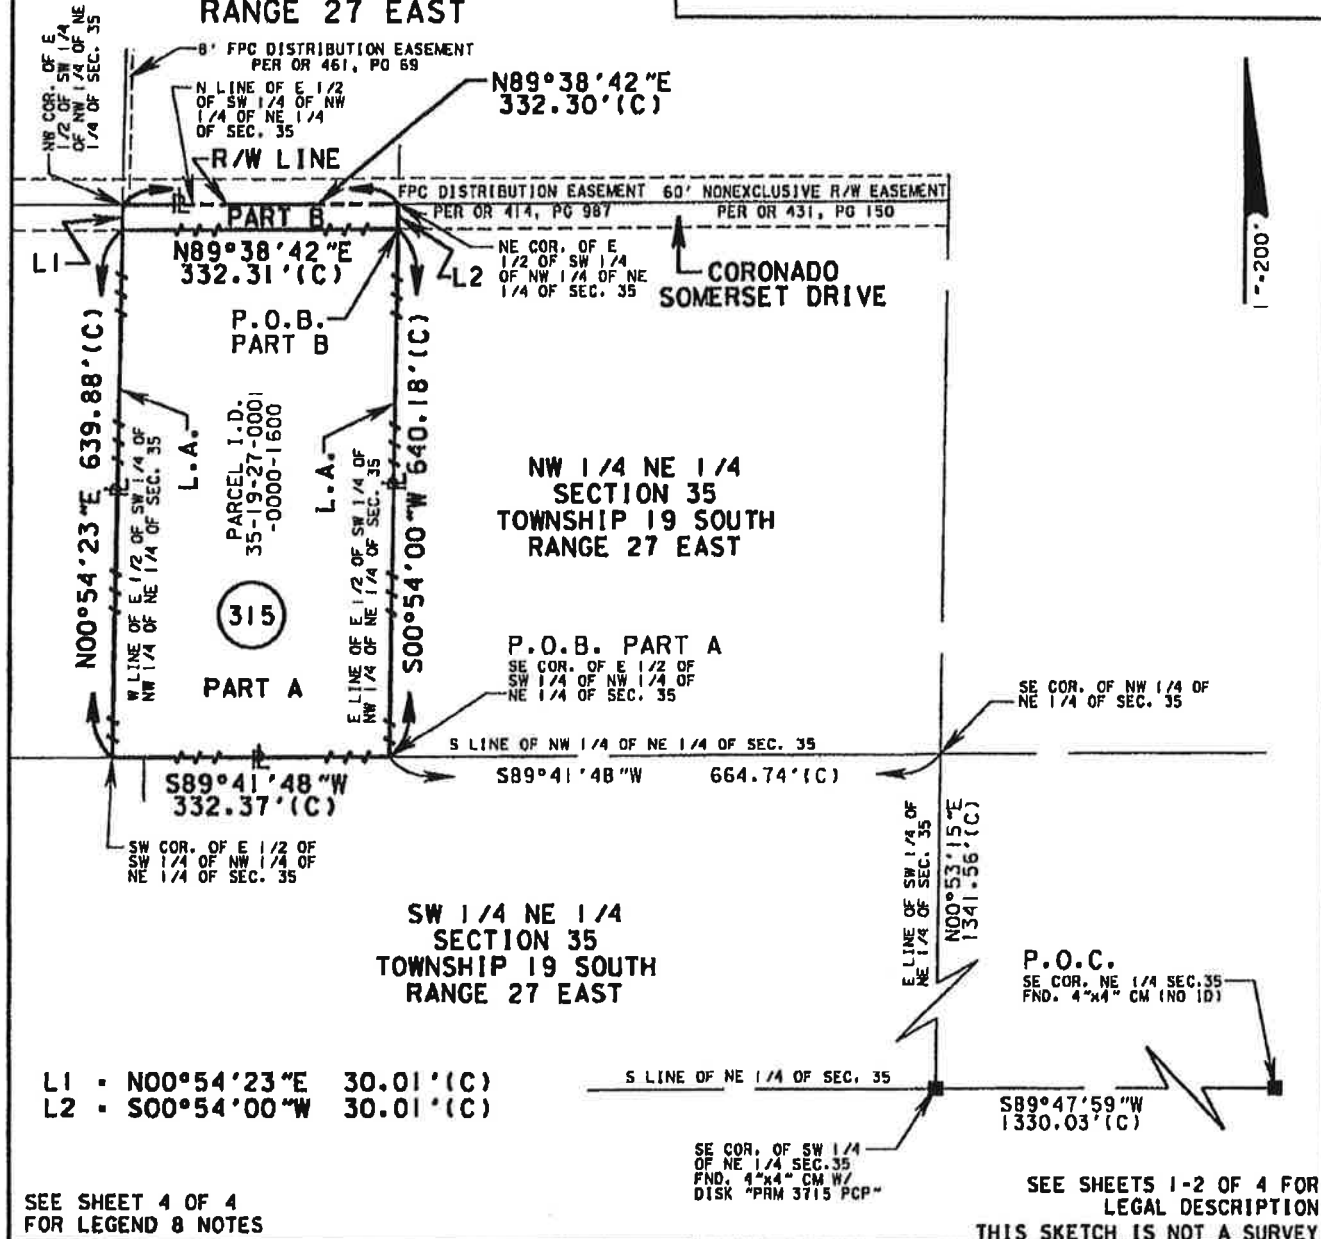 RANGE 27 EAST
8' FPC DISTRIBUTION EASEMENT
PER OR 461, PG 69
NW COR. OF E
1/2 OF SW 1/4
OF NW 1/4 OF NE
1/4 OF SEC. 35
N LINE OF E 1/2
OF SW 1/4 OF NW
1/4 OF NE 1/4
OF SEC. 35
N89°38'42"E
332.30'(C)
R/W LINE
1"=200'
FPC DISTRIBUTION EASEMENT
PER OR 414, PG 987
60' NONEXCLUSIVE R/W EASEMENT
PER OR 431, PG 150
PART B
N89°38'42"E
332.31'(C)
L1
L2
NE COR. OF E
1/2 OF SW 1/4
OF NW 1/4 OF NE
1/4 OF SEC. 35
CORONADO
SOMERSET DRIVE
P.O.B.
PART B
N00°54'23"E 639.88'(C)
W LINE OF E 1/2 OF SW 1/4 OF
NW 1/4 OF NE 1/4 OF SEC. 35
L.A.
PARCEL I.D.
35-19-27-0001
-0000-1600
L.A.
E LINE OF E 1/2 OF SW 1/4 OF
NW 1/4 OF NE 1/4 OF SEC. 35
S00°54'00"W 640.18'(C)
315
PART A
NW 1/4 NE 1/4
SECTION 35
TOWNSHIP 19 SOUTH
RANGE 27 EAST
P.O.B. PART A
SE COR. OF E 1/2 OF
SW 1/4 OF NW 1/4 OF
NE 1/4 OF SEC. 35
SE COR. OF NW 1/4 OF
NE 1/4 OF SEC. 35
S LINE OF NW 1/4 OF NE 1/4 OF SEC. 35
S89°41'48"W 664.74'(C)
S89°41'48"W
332.37'(C)
SW COR. OF E 1/2 OF
SW 1/4 OF NW 1/4 OF
NE 1/4 OF SEC. 35
E LINE OF SW 1/4 OF
NE 1/4 OF SEC. 35
N00°53'15"E
1341.56'(C)
SW 1/4 NE 1/4
SECTION 35
TOWNSHIP 19 SOUTH
RANGE 27 EAST
P.O.C.
SE COR. NE 1/4 SEC.35
FND. 4"x4" CM (NO ID)
L1 = N00°54'23"E 30.01'(C)
L2 = S00°54'00"W 30.01'(C)
S LINE OF NE 1/4 OF SEC. 35
S89°47'59"W
1330.03'(C)
SE COR. OF SW 1/4
OF NE 1/4 SEC.35
FND. 4"x4" CM W/
DISK "PRM 3715 PCP"
SEE SHEET 4 OF 4
FOR LEGEND & NOTES
SEE SHEETS 1-2 OF 4 FOR
LEGAL DESCRIPTION
THIS SKETCH IS NOT A SURVEY